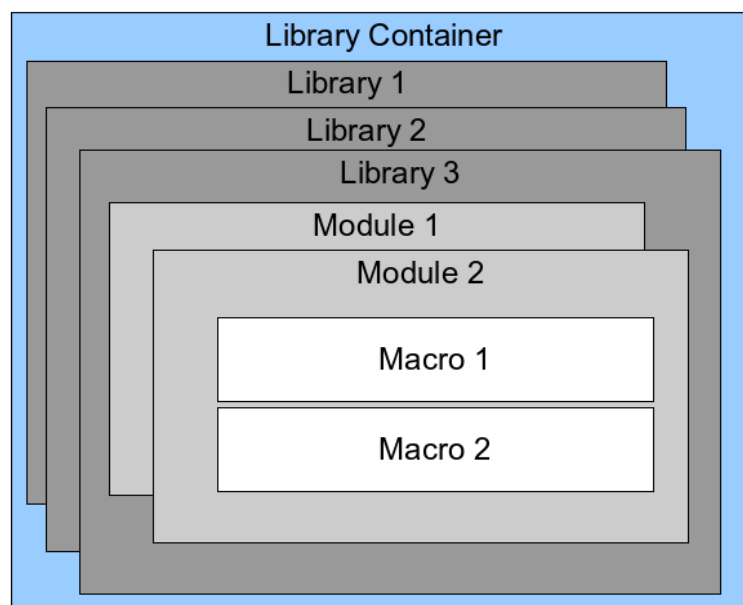 Library Container
Library 1
Library 2
Library 3
Module 1
Module 2
Macro 1
Macro 2